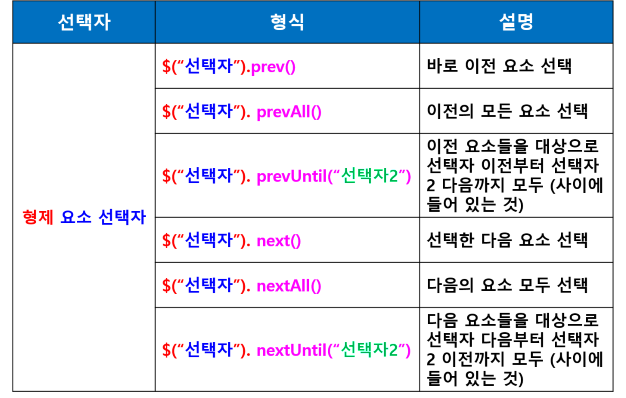 선택자 형식 설명
$(“선택자”).prev() 바로 이전 요소 선택
$(“선택자”). prevAll() 이전의 모든 요소 선택
$(“선택자”). prevUntil(“선택자2”) 이전 요소들을 대상으로
선택자 이전부터 선택자
2 다음까지 모두 (사이에
들어 있는 것)
형제 요소 선택자
$(“선택자”). next() 선택한 다음 요소 선택
$(“선택자”). nextAll() 다음의 요소 모두 선택
$(“선택자”). nextUntil(“선택자2”) 다음 요소들을 대상으로
선택자 다음부터 선택자
2 이전까지 모두 (사이에
들어 있는 것)